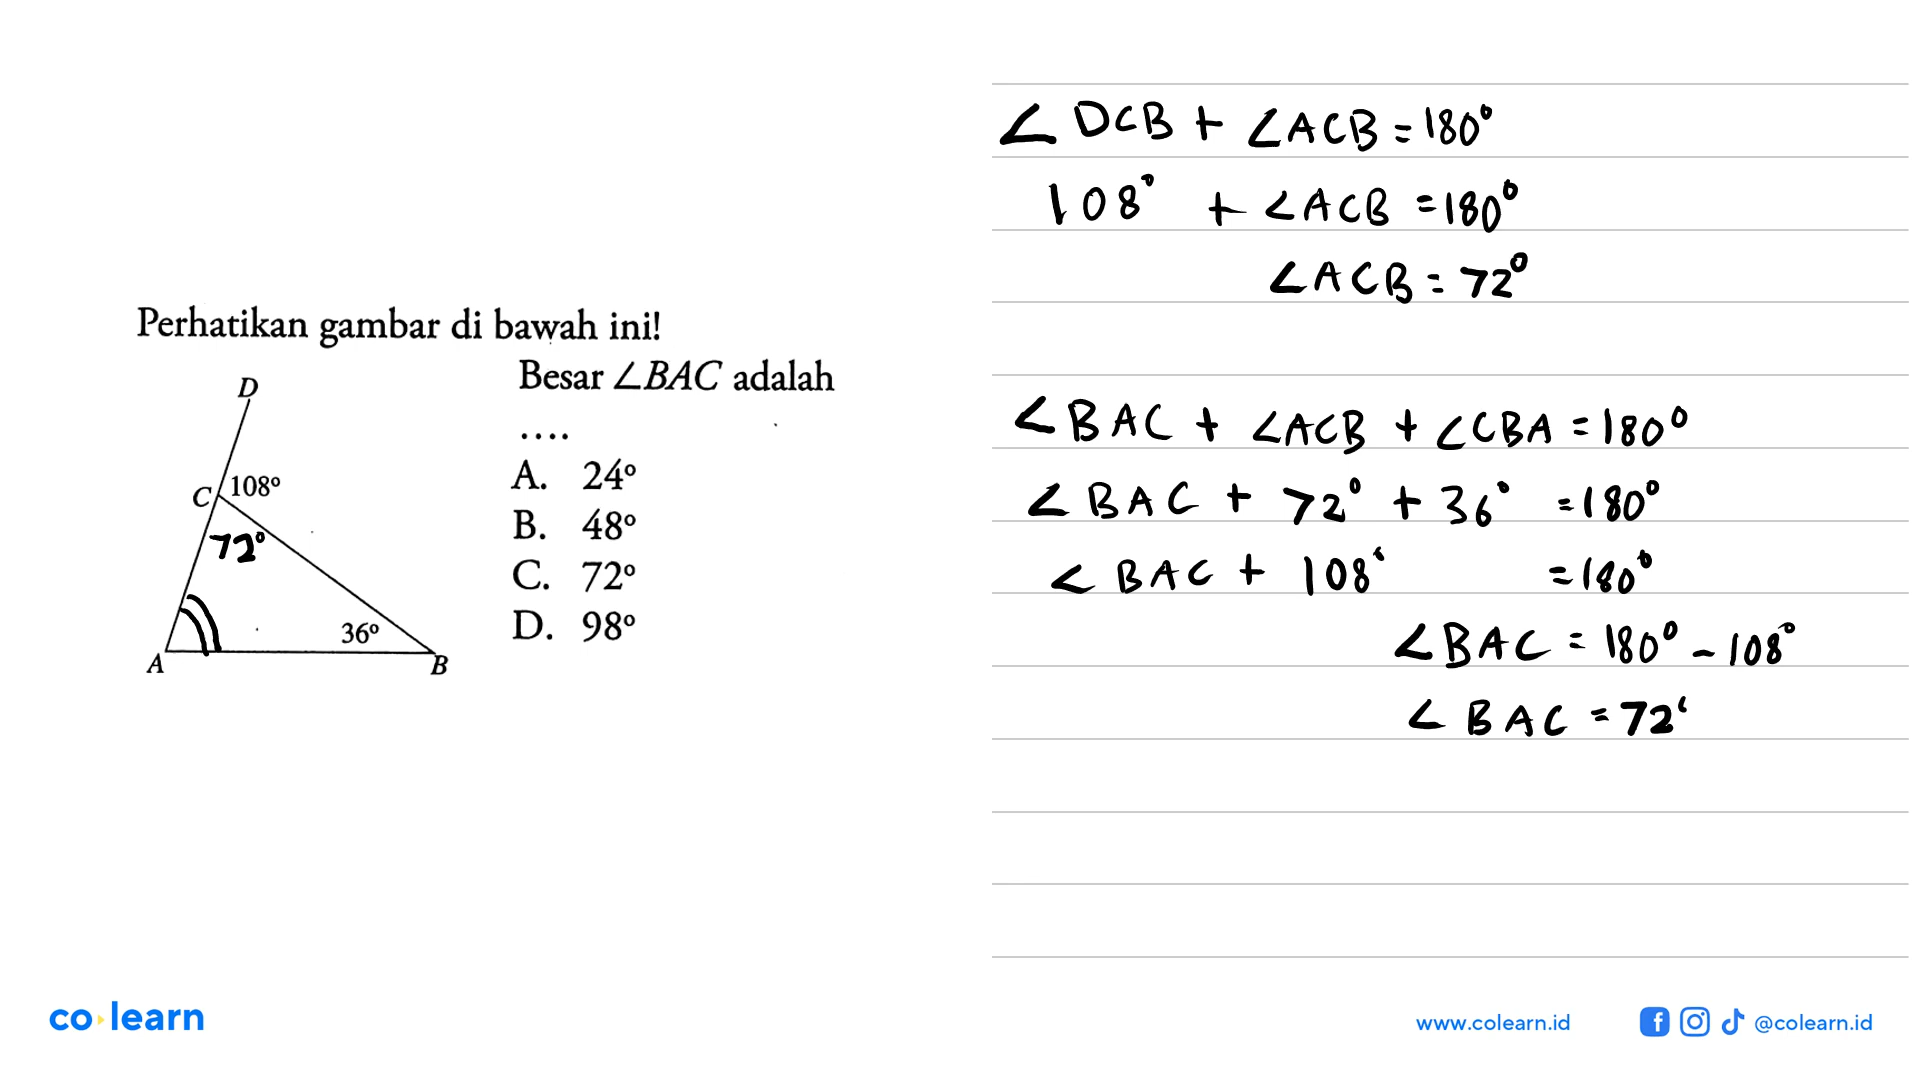 Perhatikan gambar di bawah ini!
Besar ∠BAC adalah
....
D
C 108°
72°
36°
A
B
A. 24°
B. 48°
C. 72°
D. 98°
∠DCB + ∠ACB = 180°
108° + ∠ACB = 180°
∠ACB = 72°
∠BAC + ∠ACB + ∠CBA = 180°
∠BAC + 72° + 36° = 180°
∠BAC + 108° = 180°
∠BAC = 180° - 108°
∠BAC = 72°
co learn
www.colearn.id
@colearn.id